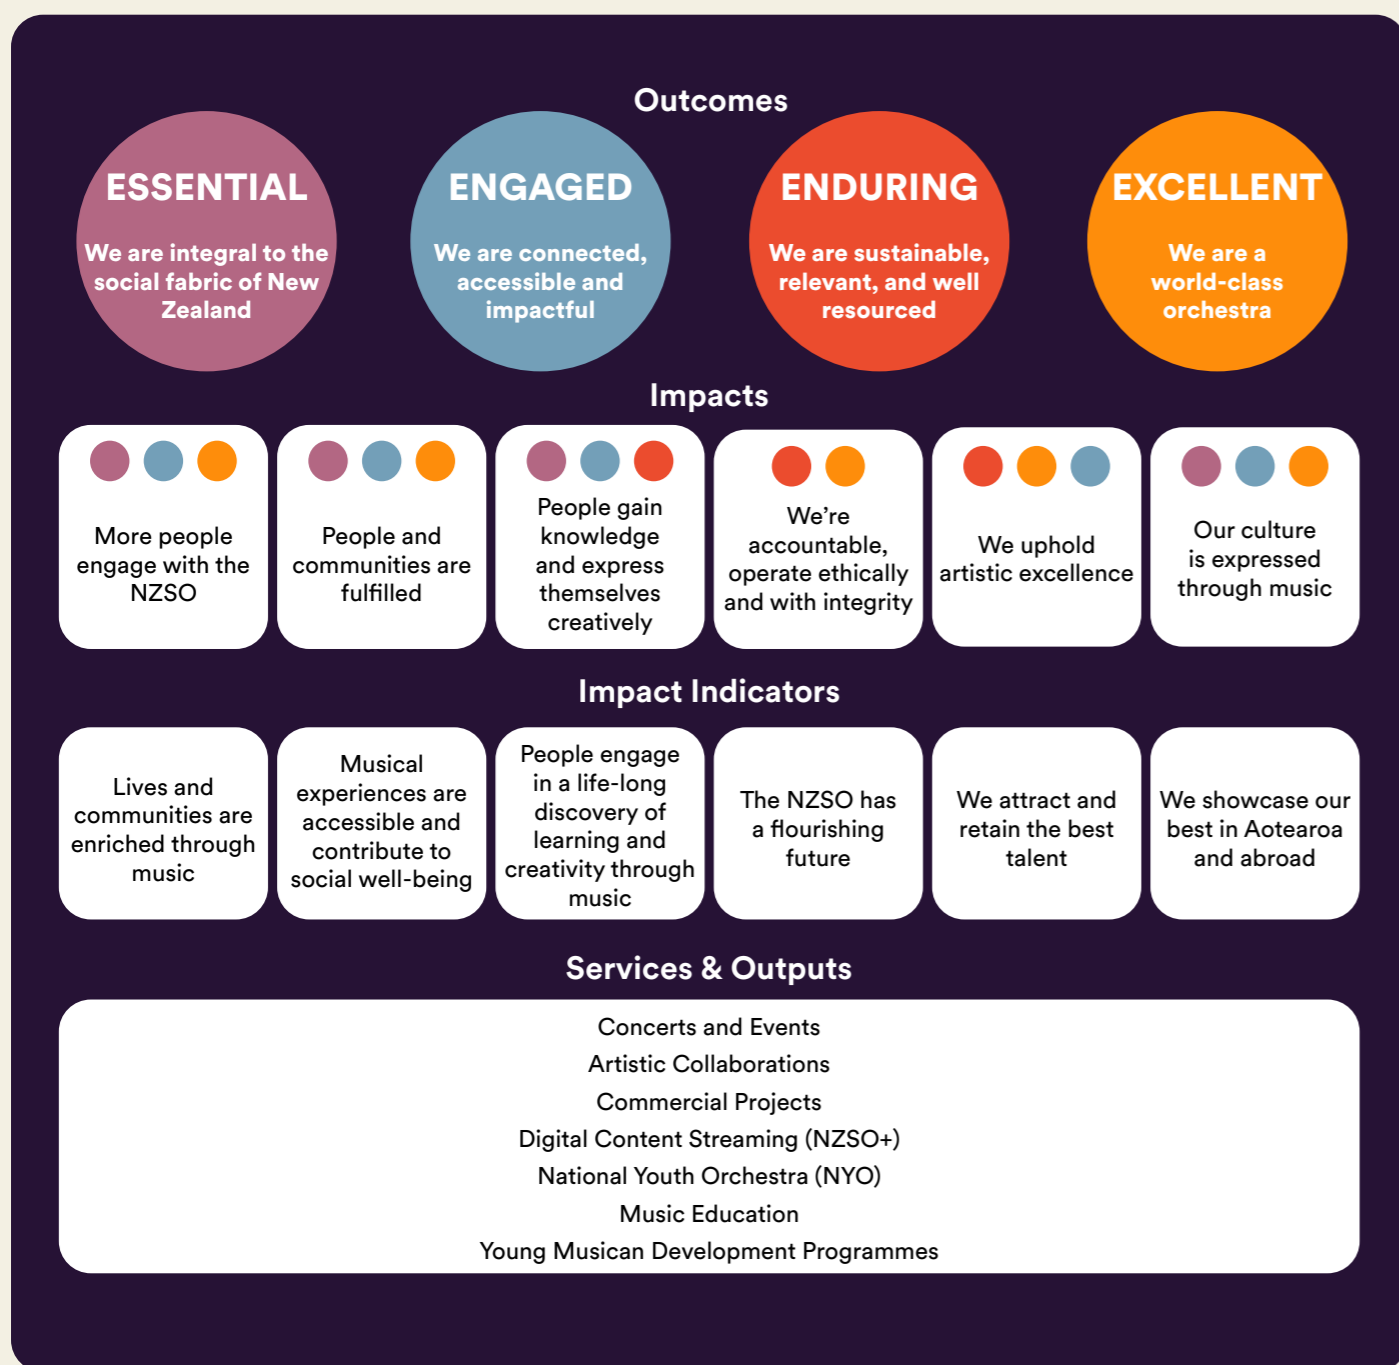 Outcomes
ESSENTIAL
We are integral to the
social fabric of New
Zealand
ENGAGED
We are connected,
accessible and
impactful
ENDURING
We are sustainable,
relevant, and well
resourced
EXCELLENT
We are a
world-class
orchestra
Impacts
More people
engage with the
NZSO
People and
communities are
fulfilled
People gain
knowledge
and express
themselves
creatively
We’re
accountable,
operate ethically
and with integrity
We uphold
artistic excellence
Our culture
is expressed
through music
Impact Indicators
Lives and
communities are
enriched through
music
Musical
experiences are
accessible and
contribute to
social well-being
People engage
in a life-long
discovery of
learning and
creativity through
music
The NZSO has
a flourishing
future
We attract and
retain the best
talent
We showcase our
best in Aotearoa
and abroad
Services & Outputs
Concerts and Events
Artistic Collaborations
Commercial Projects
Digital Content Streaming (NZSO+)
National Youth Orchestra (NYO)
Music Education
Young Musican Development Programmes